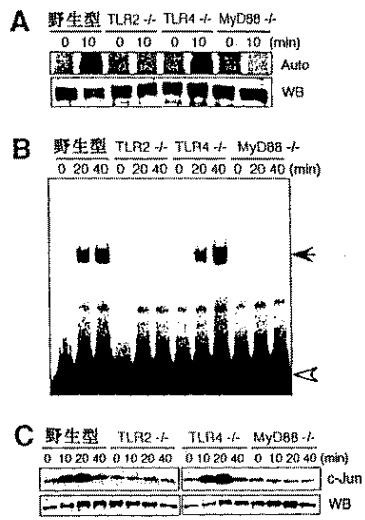 A
野生型 TLR2 -/- TLR4 -/- MyD88 -/-
0 10 0 10 0 10 0 10 (min)
Auto
WB
B
野生型 TLR2 -/- TLR4 -/- MyD88 -/-
0 20 40 0 20 40 0 20 40 0 20 40 (min)
C
野生型 TLR2 -/- TLR4 -/- MyD88 -/-
0 10 20 40 0 10 20 40 0 10 20 40 0 10 20 40 (min)
c-Jun
WB